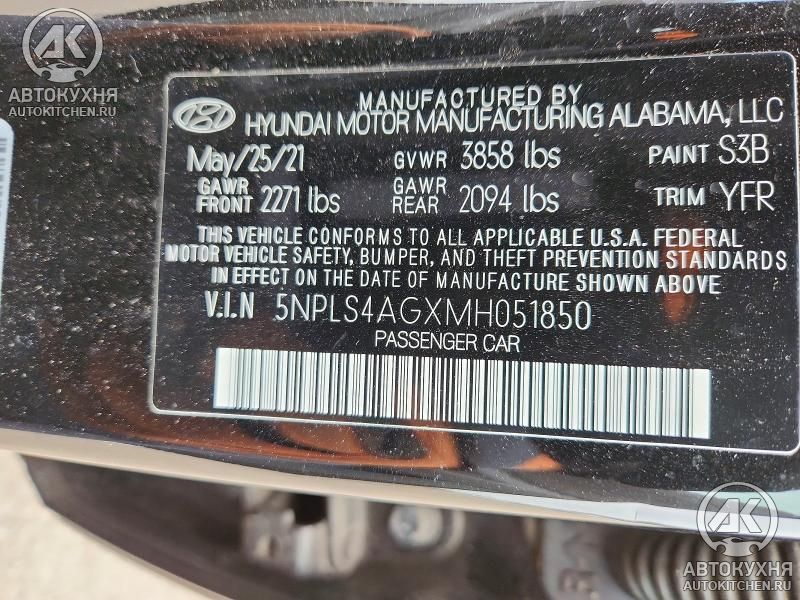 АК
АВТОКУХНЯ
AUTOKITCHEN.RU
MANUFACTURED BY
HYUNDAI MOTOR MANUFACTURING ALABAMA, LLC
May/25/21 GVWR 3858 lbs PAINT S3B
GAWR FRONT 2271 lbs GAWR REAR 2094 lbs TRIM YFR
THIS VEHICLE CONFORMS TO ALL APPLICABLE U.S.A. FEDERAL
MOTOR VEHICLE SAFETY, BUMPER, AND THEFT PREVENTION STANDARDS
IN EFFECT ON THE DATE OF MANUFACTURE SHOWN ABOVE
V.I.N 5NPLS4AGXMH051850
PASSENGER CAR
АК
АВТОКУХНЯ
AUTOKITCHEN.RU